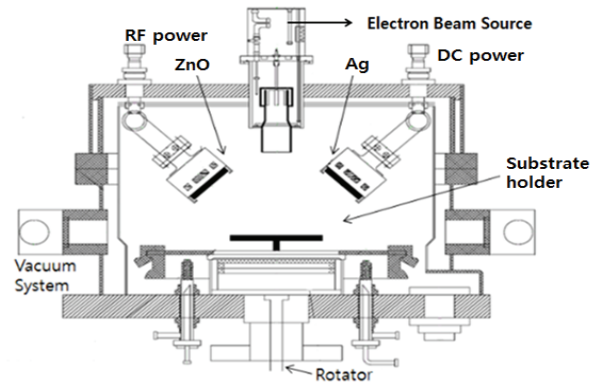 Electron Beam Source
RF power
DC power
ZnO
Ag
Substrate
holder
Vacuum
System
Rotator